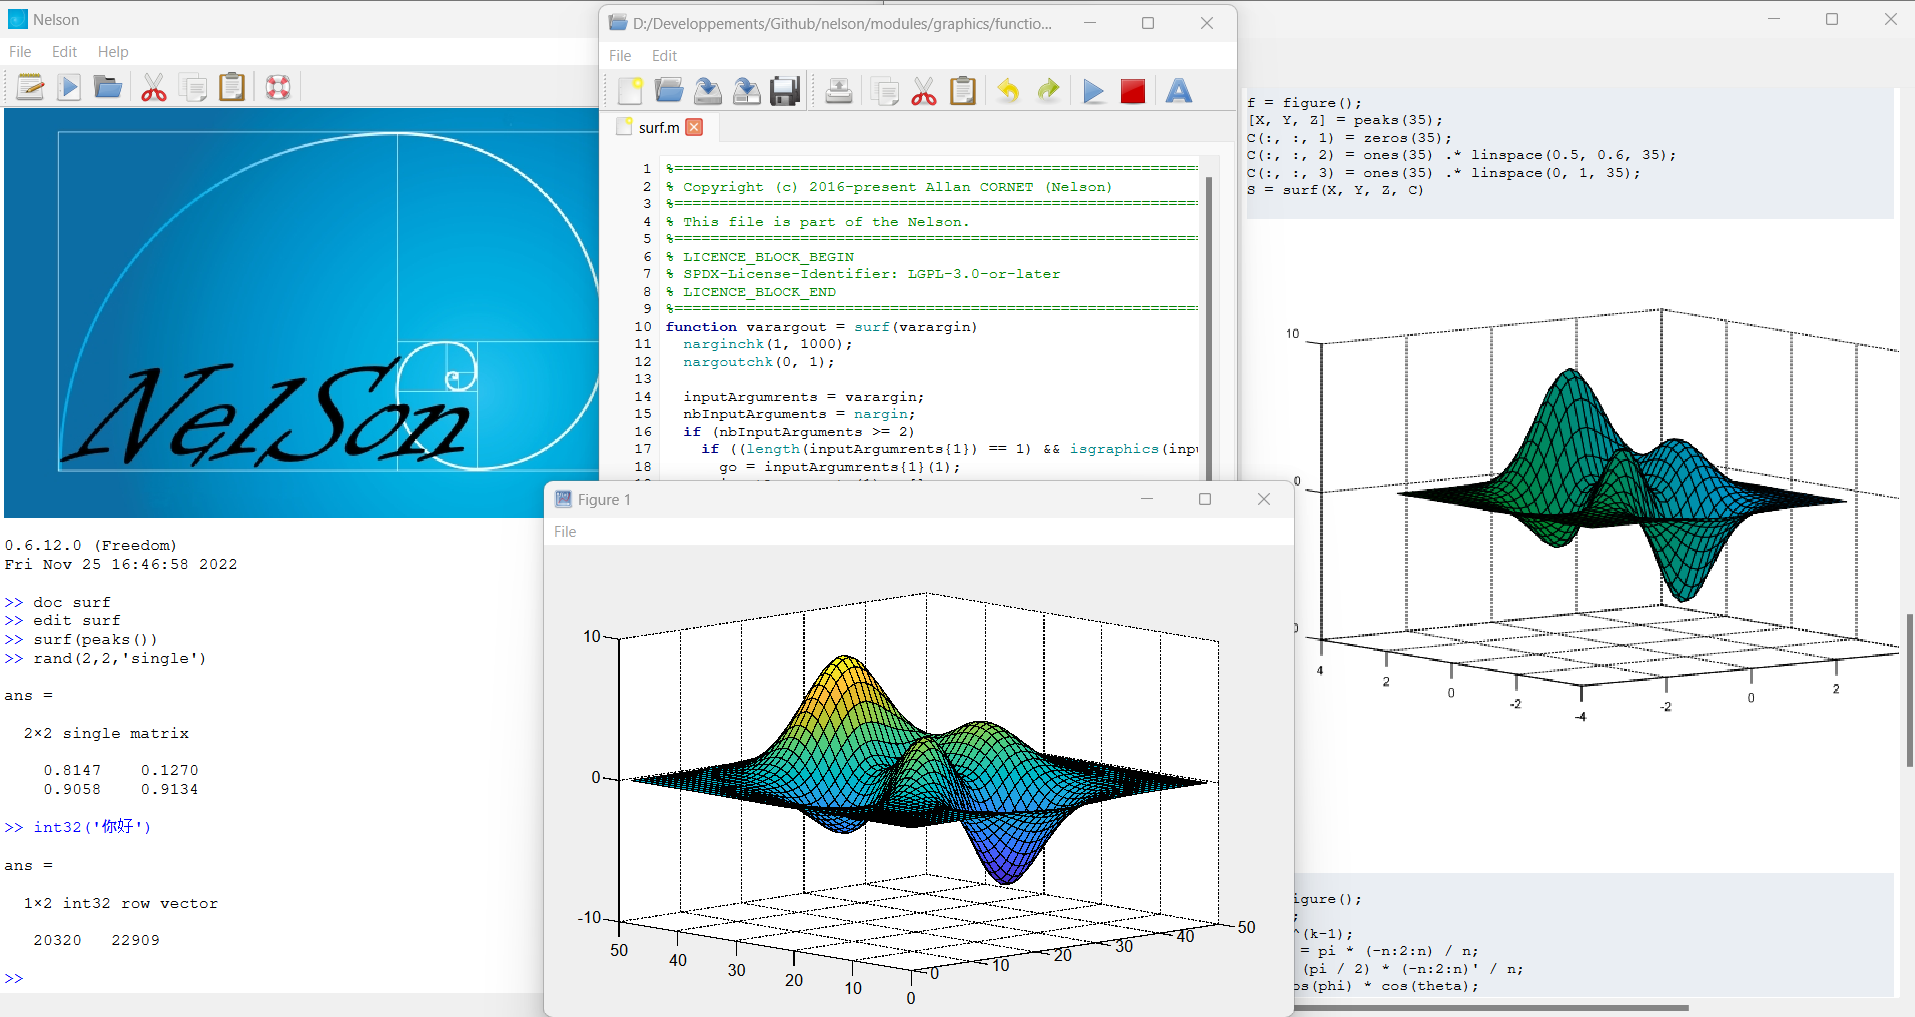 Nelson
File Edit Help
NelSon
0.6.12.0 (Freedom)
Fri Nov 25 16:46:58 2022
>> doc surf
>> edit surf
>> surf(peaks())
>> rand(2,2,'single')
ans =
2×2 single matrix
0.8147 0.1270
0.9058 0.9134
>> int32('你好')
ans =
1×2 int32 row vector
20320 22909
>>
D:/Developpements/Github/nelson/modules/graphics/functio...
File Edit
surf.m
1 %==========================================================
2 % Copyright (c) 2016-present Allan CORNET (Nelson)
3 %==========================================================
4 % This file is part of the Nelson.
5 %==========================================================
6 % LICENCE_BLOCK_BEGIN
7 % SPDX-License-Identifier: LGPL-3.0-or-later
8 % LICENCE_BLOCK_END
9 %==========================================================
10 function varargout = surf(varargin)
11 narginchk(1, 1000);
12 nargoutchk(0, 1);
13
14 inputArgumrents = varargin;
15 nbInputArguments = nargin;
16 if (nbInputArguments >= 2)
17 if ((length(inputArgumrents{1}) == 1) && isgraphics(inpu
18 go = inputArgumrents{1}(1);
Figure 1
File
10
0
-10
50
40
30
20
10
0
0
10
20
30
40
50
f = figure();
[X, Y, Z] = peaks(35);
C(:, :, 1) = zeros(35);
C(:, :, 2) = ones(35) .* linspace(0.5, 0.6, 35);
C(:, :, 3) = ones(35) .* linspace(0, 1, 35);
S = surf(X, Y, Z, C)
10
0
4
2
0
-2
-4
-2
0
2
igure();
;
^(k-1);
= pi * (-n:2:n) / n;
(pi / 2) * (-n:2:n)' / n;
os(phi) * cos(theta);